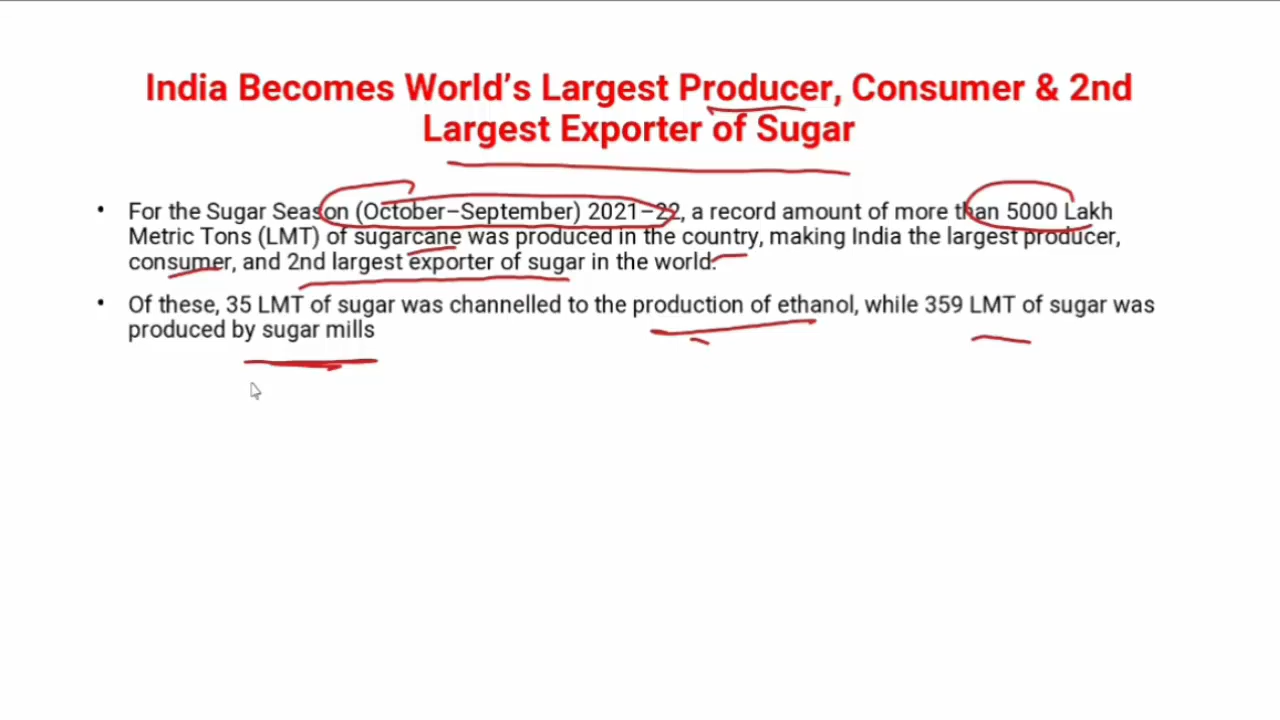 India Becomes World's Largest Producer, Consumer & 2nd
Largest Exporter of Sugar
• For the Sugar Season (October–September) 2021–22, a record amount of more than 5000 Lakh
Metric Tons (LMT) of sugarcane was produced in the country, making India the largest producer,
consumer, and 2nd largest exporter of sugar in the world.
• Of these, 35 LMT of sugar was channelled to the production of ethanol, while 359 LMT of sugar was
produced by sugar mills